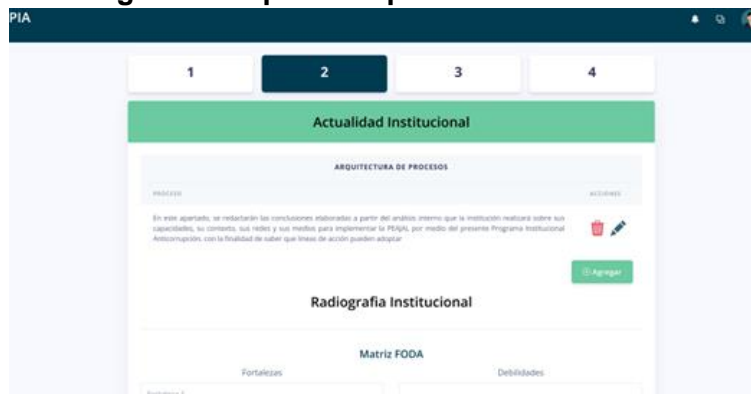 PIA
1
2
3
4
Actualidad Institucional
ARQUITECTURA DE PROCESOS
PROCESO
ACCIONES
En este apartado, se redactarán las conclusiones elaboradas a partir del análisis interno que la institución realizará sobre sus
capacidades, su contexto, sus redes y sus medios para implementar la PEAJAL por medio del presente Programa Institucional
Anticorrupción, con la finalidad de saber que líneas de acción pueden adoptar
Agregar
Radiografia Institucional
Matriz FODA
Fortalezas
Debilidades